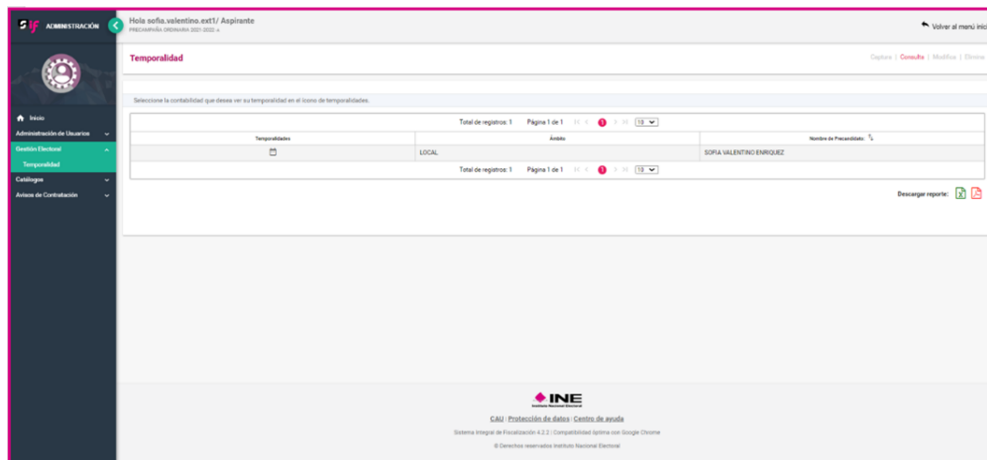 SIF ADMINISTRACIÓN
Hola sofia.valentino.ext1/ Aspirante
PRECAMPAÑA ORDINARIA 2021-2022
Volver al menú inici
Temporalidad
Captura | Consulta | Modifica | Elimina
Seleccione la contabilidad que desea ver su temporalidad en el ícono de temporalidades.
Inicio
Administración de Usuarios
Gestión Electoral
Temporalidad
Catálogos
Avisos de Contratación
Total de registros: 1 Página 1 de 1 1 10
Temporalidades Ámbito Nombre de Precandidato:
LOCAL SOFIA VALENTINO ENRIQUEZ
Total de registros: 1 Página 1 de 1 1 10
Descargar reporte:
INE
Instituto Nacional Electoral
CAU | Protección de datos | Centro de ayuda
Sistema Integral de Fiscalización 4.2.2 | Compatibilidad óptima con Google Chrome
© Derechos reservados Instituto Nacional Electoral